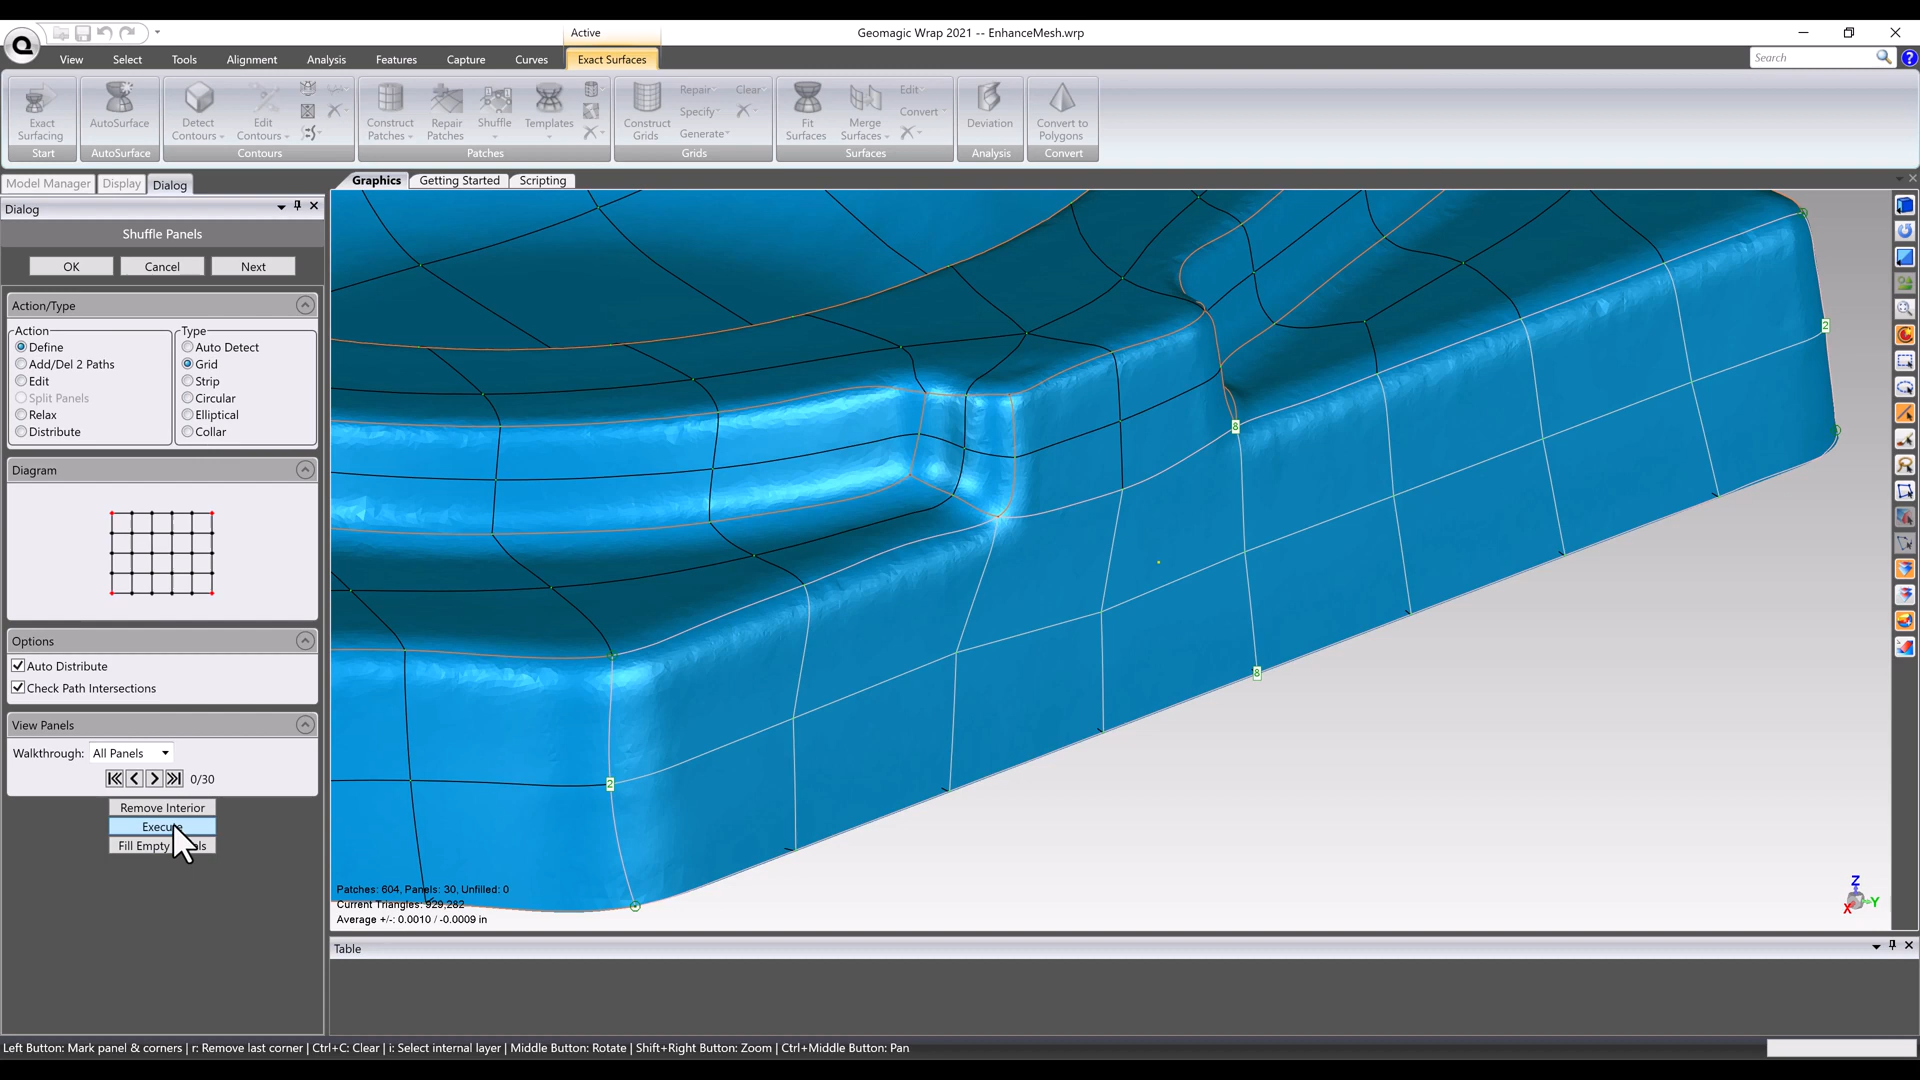 Active
Geomagic Wrap 2021 -- EnhanceMesh.wrp
View Select Tools Alignment Analysis Features Capture Curves Exact Surfaces
Search
Exact Surfacing
Start
AutoSurface
AutoSurface
Detect Contours
Edit Contours
Contours
Construct Patches
Repair Patches
Shuffle
Templates
Patches
Construct Grids
Repair
Specify
Generate
Clear
Grids
Fit Surfaces
Merge Surfaces
Edit
Convert
Surfaces
Deviation
Analysis
Convert to Polygons
Convert
Model Manager Display Dialog
Graphics Getting Started Scripting
Dialog
Shuffle Panels
OK Cancel Next
Action/Type
Action
Define
Add/Del 2 Paths
Edit
Split Panels
Relax
Distribute
Type
Auto Detect
Grid
Strip
Circular
Elliptical
Collar
Diagram
Options
Auto Distribute
Check Path Intersections
View Panels
Walkthrough: All Panels
0/30
Remove Interior
Fill Empty
2
8
8
2
Patches: 604, Panels: 30, Unfilled: 0
Current Triangles: 929,282
Average +/-: 0.0010 / -0.0009 in
Z
X
Y
Table
Left Button: Mark panel & corners | r: Remove last corner | Ctrl+C: Clear | i: Select internal layer | Middle Button: Rotate | Shift+Right Button: Zoom | Ctrl+Middle Button: Pan